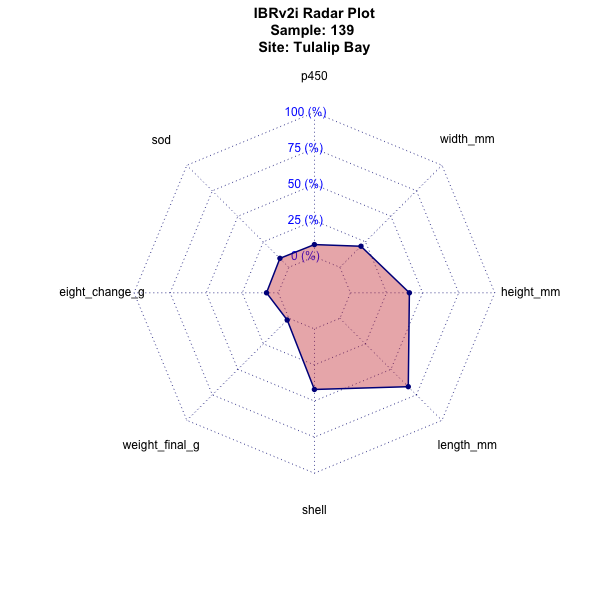 IBRv2i Radar Plot
Sample: 139
Site: Tulalip Bay
p450
100 (%)
sod
width_mm
75 (%)
50 (%)
25 (%)
0 (%)
eight_change_g
height_mm
weight_final_g
length_mm
shell